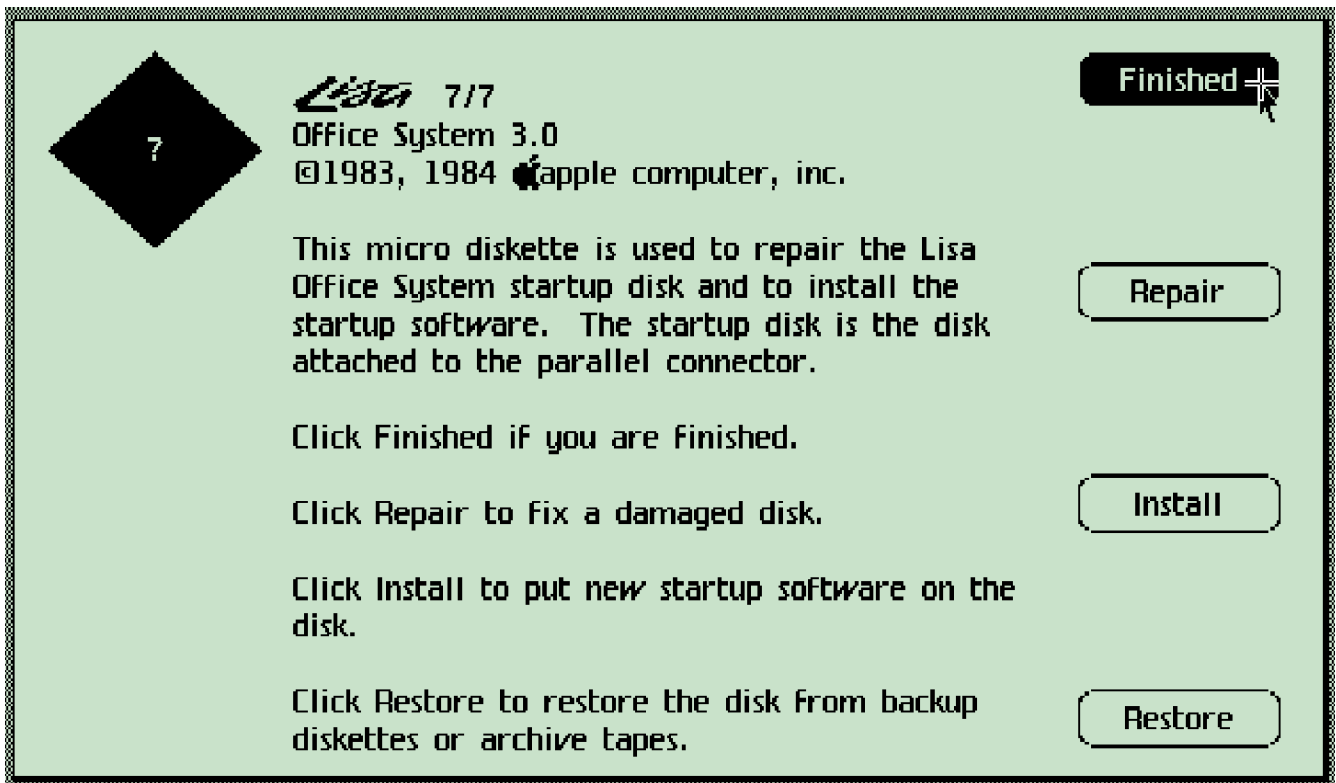 ?
Lisa 7/7
Office System 3.0
©1983, 1984 apple computer, inc.
This micro diskette is used to repair the Lisa
Office System startup disk and to install the
startup software.  The startup disk is the disk
attached to the parallel connector.
Click Finished if you are finished.
Click Repair to fix a damaged disk.
Click Install to put new startup software on the
disk.
Click Restore to restore the disk from backup
diskettes or archive tapes.
Finished
Repair
Install
Restore